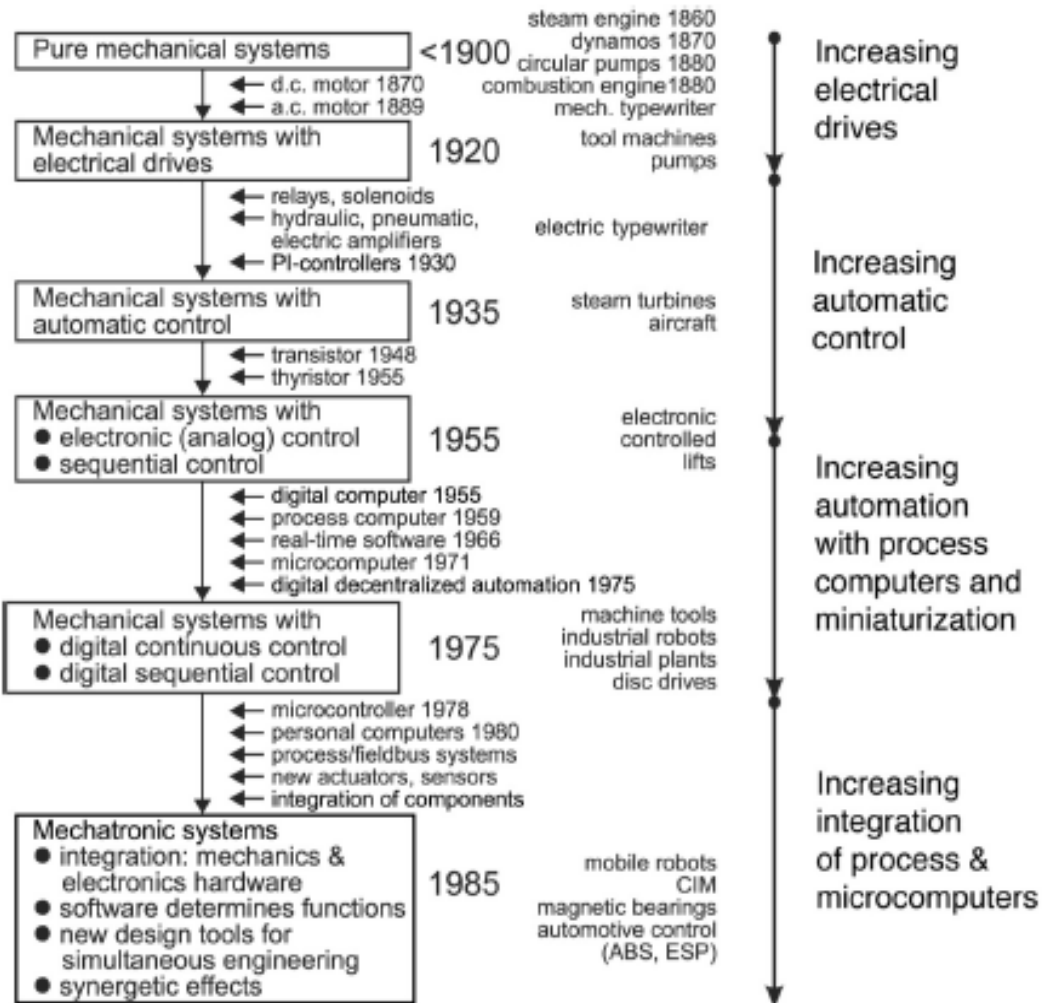 steam engine 1860
Pure mechanical systems <1900 dynamos 1870
circular pumps 1880
d.c. motor 1870 combustion engine1880
a.c. motor 1889 mech. typewriter
Increasing
electrical
drives
Mechanical systems with
electrical drives
1920
tool machines
pumps
relays, solenoids
hydraulic, pneumatic,
electric amplifiers
PI-controllers 1930
electric typewriter
Increasing
automatic
control
Mechanical systems with
automatic control
1935
steam turbines
aircraft
transistor 1948
thyristor 1955
Mechanical systems with
● electronic (analog) control
● sequential control
1955
electronic
controlled
lifts
digital computer 1955
process computer 1959
real-time software 1966
microcomputer 1971
digital decentralized automation 1975
Increasing
automation
with process
computers and
miniaturization
Mechanical systems with
● digital continuous control
● digital sequential control
1975
machine tools
industrial robots
industrial plants
disc drives
microcontroller 1978
personal computers 1980
process/fieldbus systems
new actuators, sensors
integration of components
Increasing
integration
of process &
microcomputers
Mechatronic systems
● integration: mechanics &
electronics hardware
● software determines functions
● new design tools for
simultaneous engineering
● synergetic effects
1985
mobile robots
CIM
magnetic bearings
automotive control
(ABS, ESP)